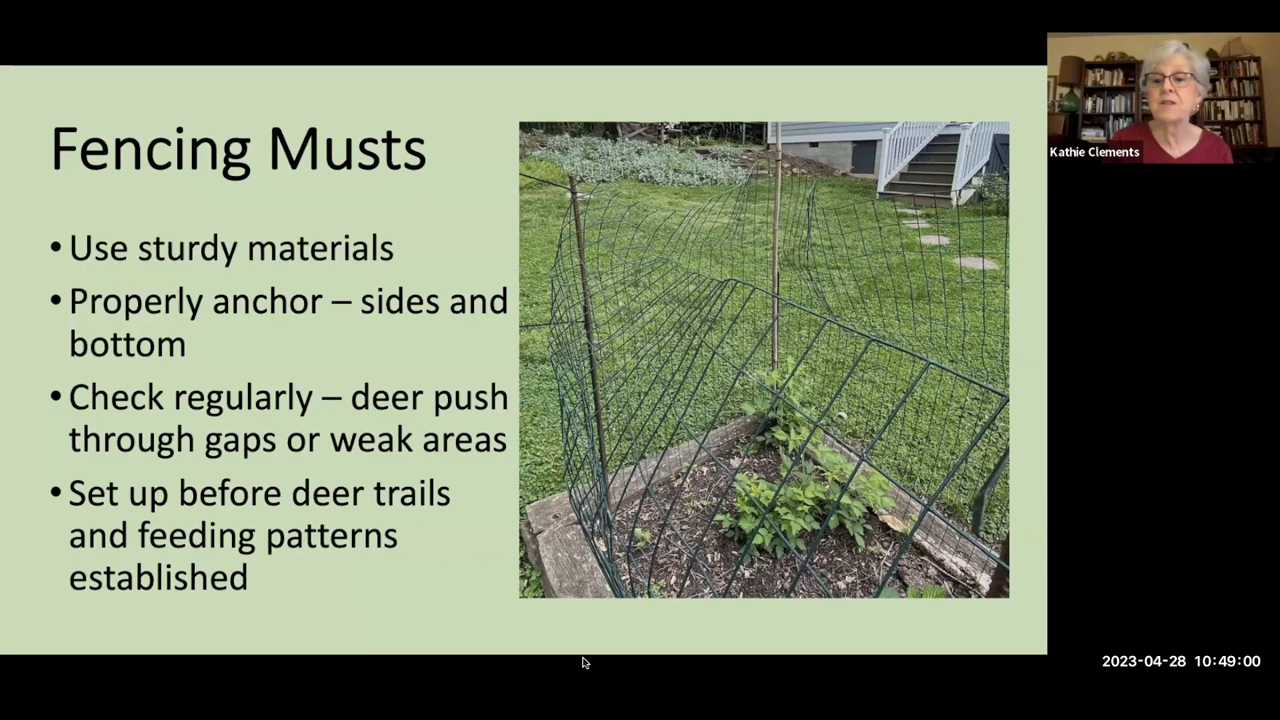 Fencing Musts
• Use sturdy materials
• Properly anchor – sides and
bottom
• Check regularly – deer push
through gaps or weak areas
• Set up before deer trails
and feeding patterns
established
Kathie Clements
2023-04-28 10:49:00